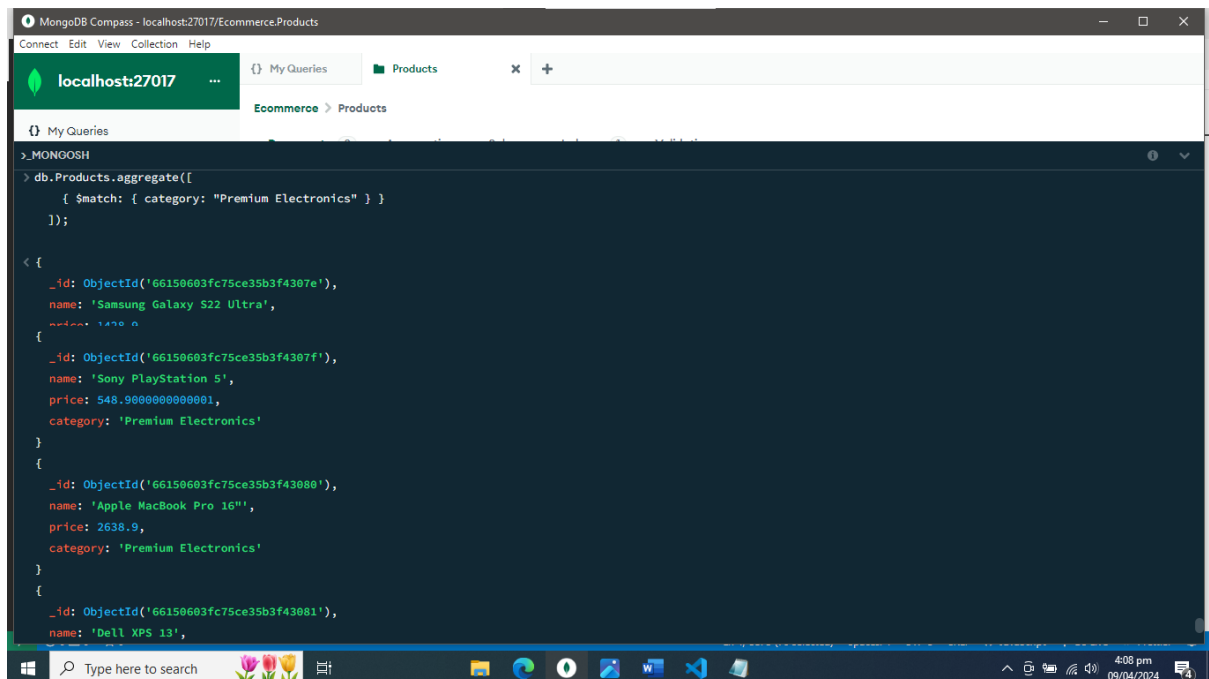 MongoDB Compass - localhost:27017/Ecommerce.Products
Connect Edit View Collection Help
localhost:27017 ...
{} My Queries
Products
Ecommerce > Products
{} My Queries
>_MONGOSH
> db.Products.aggregate([
{ $match: { category: "Premium Electronics" } }
]);
< {
_id: ObjectId('66150603fc75ce35b3f4307e'),
name: 'Samsung Galaxy S22 Ultra',
price: 1428.9
{
_id: ObjectId('66150603fc75ce35b3f4307f'),
name: 'Sony PlayStation 5',
price: 548.9000000000001,
category: 'Premium Electronics'
}
{
_id: ObjectId('66150603fc75ce35b3f43080'),
name: 'Apple MacBook Pro 16"',
price: 2638.9,
category: 'Premium Electronics'
}
{
_id: ObjectId('66150603fc75ce35b3f43081'),
name: 'Dell XPS 13',
Type here to search
4:08 pm
09/04/2024
4